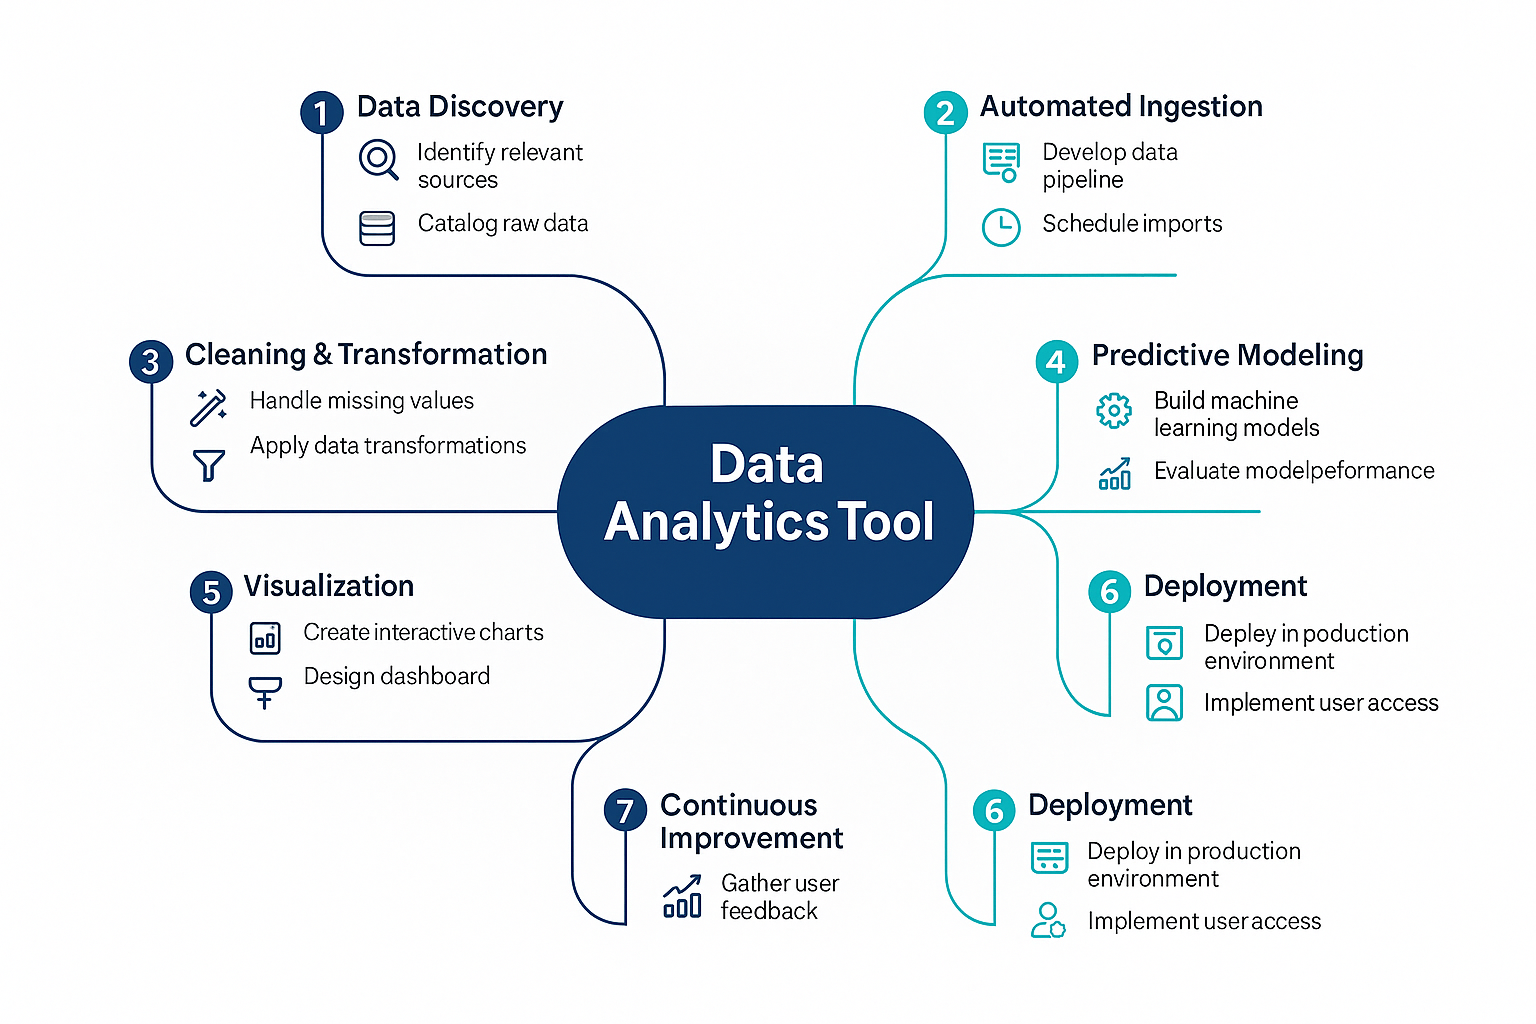 1 Data Discovery
Identify relevant
sources
Catalog raw data
2 Automated Ingestion
Develop data
pipeline
Schedule imports
3 Cleaning & Transformation
Handle missing values
Apply data transformations
4 Predictive Modeling
Build machine
learning models
Evaluate modelpeformance
Data
Analytics Tool
5 Visualization
Create interactive charts
Design dashboard
6 Deployment
Depley in poduction
environment
Implement user access
7 Continuous
Improvement
Gather user
feedback
6 Deployment
Deploy in production
environment
Implement user access